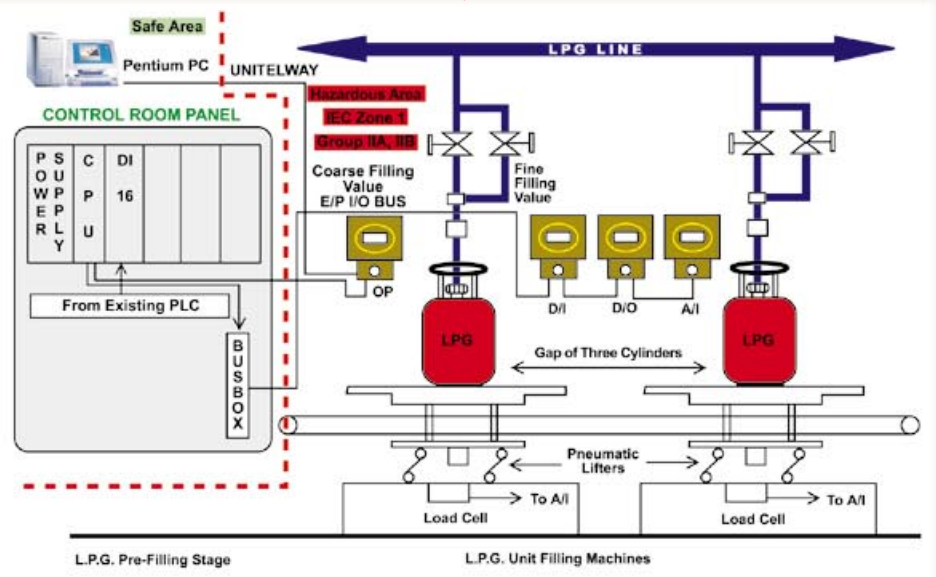 Safe Area
Pentium PC
UNITELWAY
LPG LINE
Hazardous Area
IEC Zone 1
Group IIA, IIB
CONTROL ROOM PANEL
POWER
SUPPPLY
CPU
DI
16
Coarse Filling
Value
E/P I/O BUS
Fine
Filling
Value
OP
D/I
D/O
A/I
From Existing PLC
BUSBOX
LPG
LPG
Gap of Three Cylinders
Pneumatic
Lifters
To A/I
To A/I
Load Cell
Load Cell
L.P.G. Pre-Filling Stage
L.P.G. Unit Filling Machines